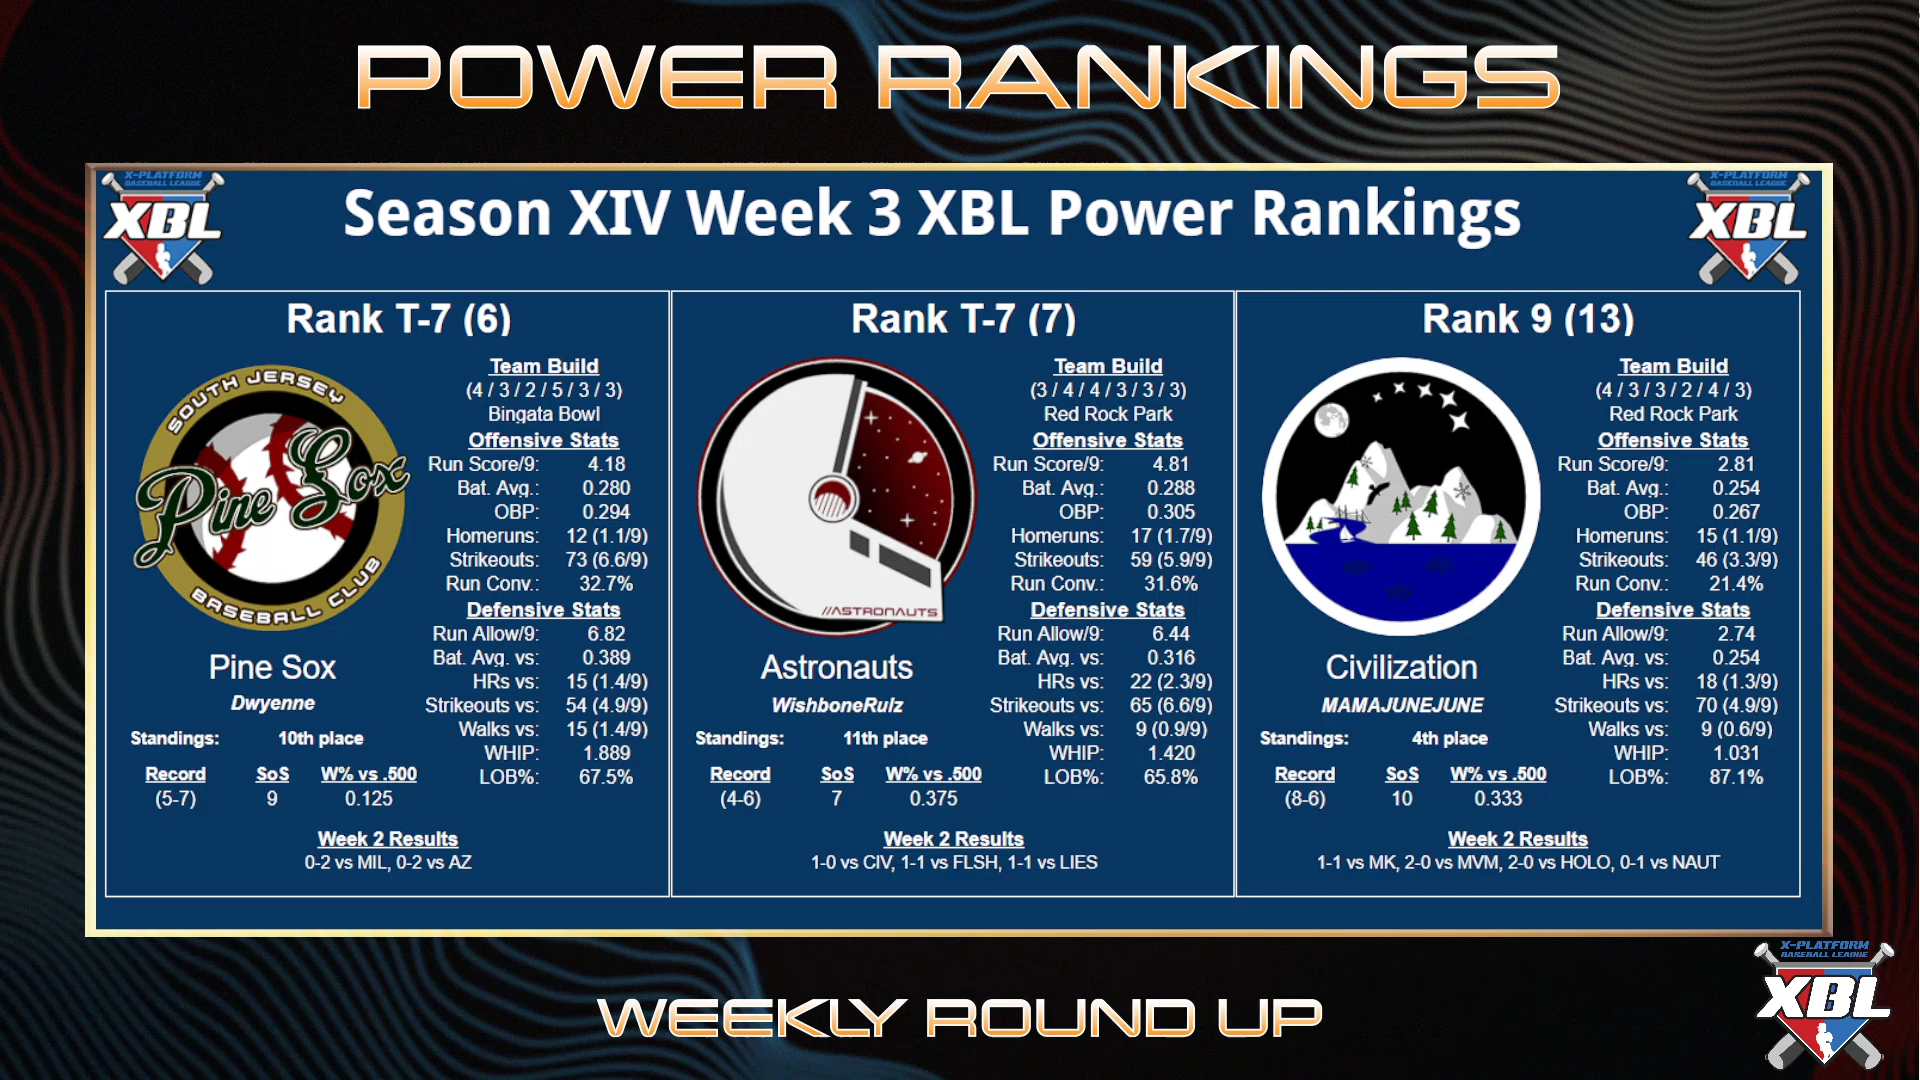 POWER RANKINGS
X-PLATFORM
BASEBALL LEAGUE
XBL
Season XIV Week 3 XBL Power Rankings
X-PLATFORM
BASEBALL LEAGUE
XBL
Rank T-7 (6)
SOUTH JERSEY
Pine Sox
BASEBALL CLUB
Pine Sox
Dwyenne
Standings: 10th place
Record SoS W% vs .500
(5-7) 9 0.125
Team Build
(4 / 3 / 2 / 5 / 3 / 3)
Bingata Bowl
Offensive Stats
Run Score/9: 4.18
Bat. Avg.: 0.280
OBP: 0.294
Homeruns: 12 (1.1/9)
Strikeouts: 73 (6.6/9)
Run Conv.: 32.7%
Defensive Stats
Run Allow/9: 6.82
Bat. Avg. vs: 0.389
HRs vs: 15 (1.4/9)
Strikeouts vs: 54 (4.9/9)
Walks vs: 15 (1.4/9)
WHIP: 1.889
LOB%: 67.5%
Week 2 Results
0-2 vs MIL, 0-2 vs AZ
Rank T-7 (7)
//ASTRONAUTS
Astronauts
WishboneRulz
Standings: 11th place
Record SoS W% vs .500
(4-6) 7 0.375
Team Build
(3 / 4 / 4 / 3 / 3 / 3)
Red Rock Park
Offensive Stats
Run Score/9: 4.81
Bat. Avg.: 0.288
OBP: 0.305
Homeruns: 17 (1.7/9)
Strikeouts: 59 (5.9/9)
Run Conv.: 31.6%
Defensive Stats
Run Allow/9: 6.44
Bat. Avg. vs: 0.316
HRs vs: 22 (2.3/9)
Strikeouts vs: 65 (6.6/9)
Walks vs: 9 (0.9/9)
WHIP: 1.420
LOB%: 65.8%
Week 2 Results
1-0 vs CIV, 1-1 vs FLSH, 1-1 vs LIES
Rank 9 (13)
Civilization
MAMAJUNEJUNE
Standings: 4th place
Record SoS W% vs .500
(8-6) 10 0.333
Team Build
(4 / 3 / 3 / 2 / 4 / 3)
Red Rock Park
Offensive Stats
Run Score/9: 2.81
Bat. Avg.: 0.254
OBP: 0.267
Homeruns: 15 (1.1/9)
Strikeouts: 46 (3.3/9)
Run Conv.: 21.4%
Defensive Stats
Run Allow/9: 2.74
Bat. Avg. vs: 0.254
HRs vs: 18 (1.3/9)
Strikeouts vs: 70 (4.9/9)
Walks vs: 9 (0.6/9)
WHIP: 1.031
LOB%: 87.1%
Week 2 Results
1-1 vs MK, 2-0 vs MVM, 2-0 vs HOLO, 0-1 vs NAUT
WEEKLY ROUND UP
X-PLATFORM
BASEBALL LEAGUE
XBL